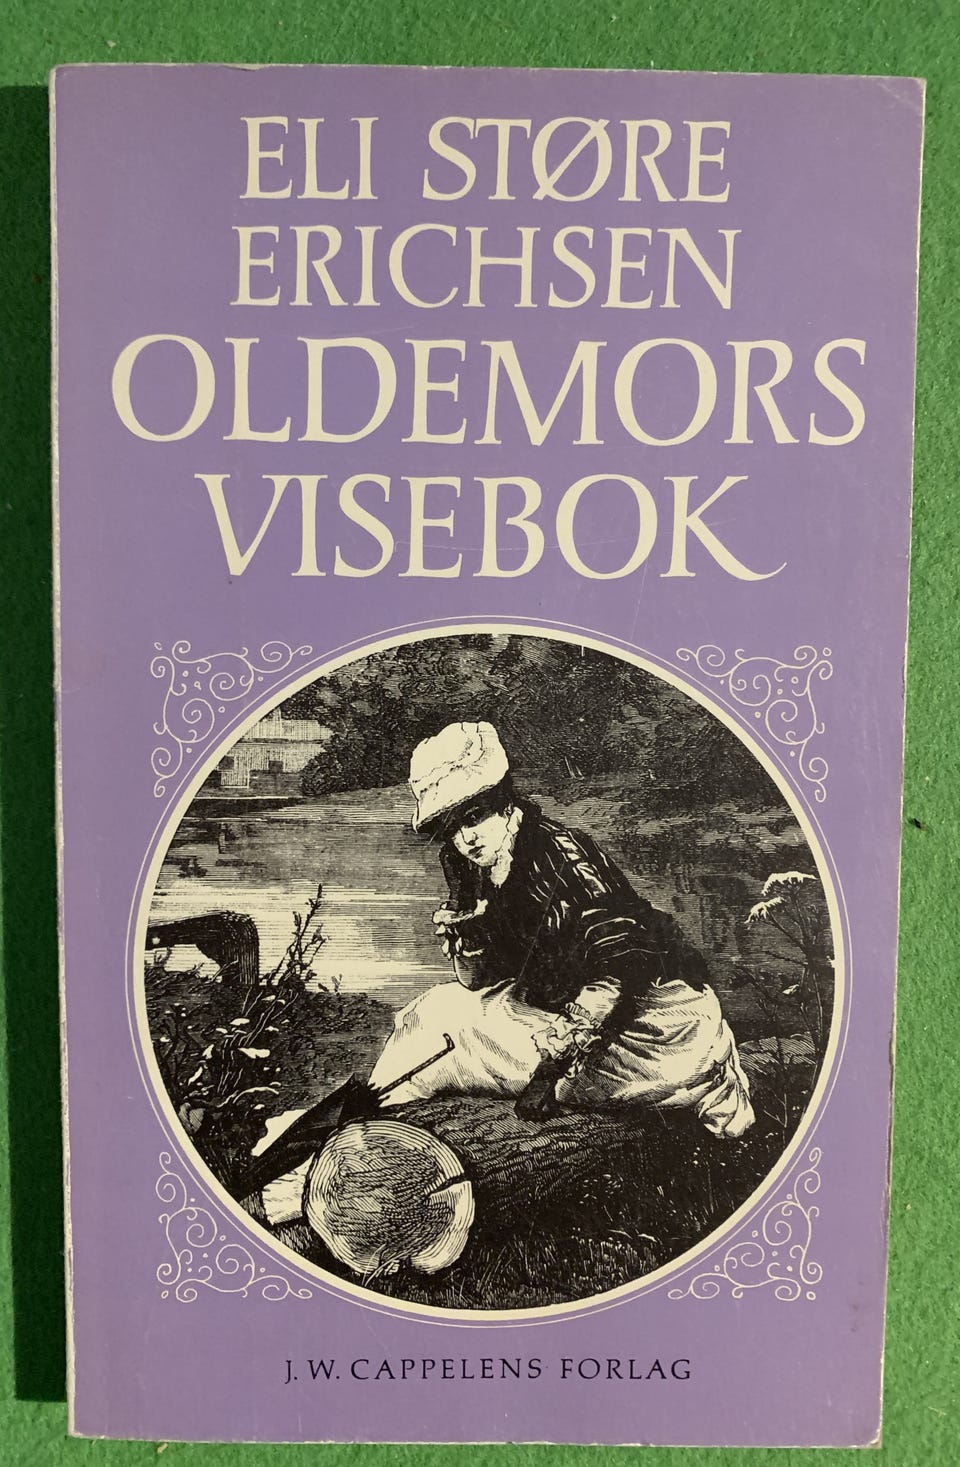 ELI STØRE
ERICHSEN
OLDEMORS
VISEBOK
J. W. CAPPELENS FORLAG